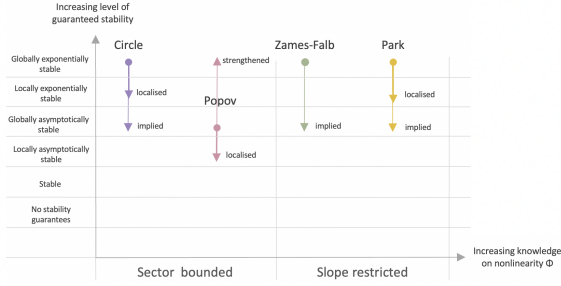 Increasing level of
guaranteed stability
Circle
Zames-Falb
Park
Globally exponentially
stable
strengthened
Locally exponentially
stable
localised
localised
Popov
Globally asymptotically
stable
implied
implied
implied
Locally asymptotically
stable
localised
Stable
No stability
guarantees
Increasing knowledge
on nonlinearity Φ
Sector bounded
Slope restricted